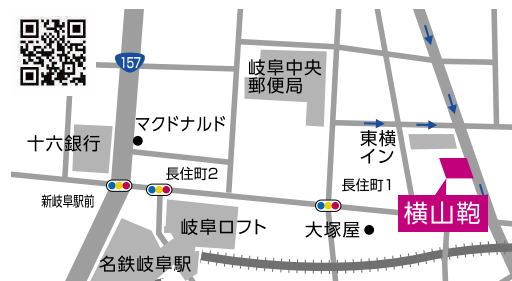 157
岐阜中央
郵便局
マクドナルド
十六銀行
東横
イン
長住町2
長住町1
新岐阜駅前
横山鞄
岐阜ロフト
大塚屋
名鉄岐阜駅